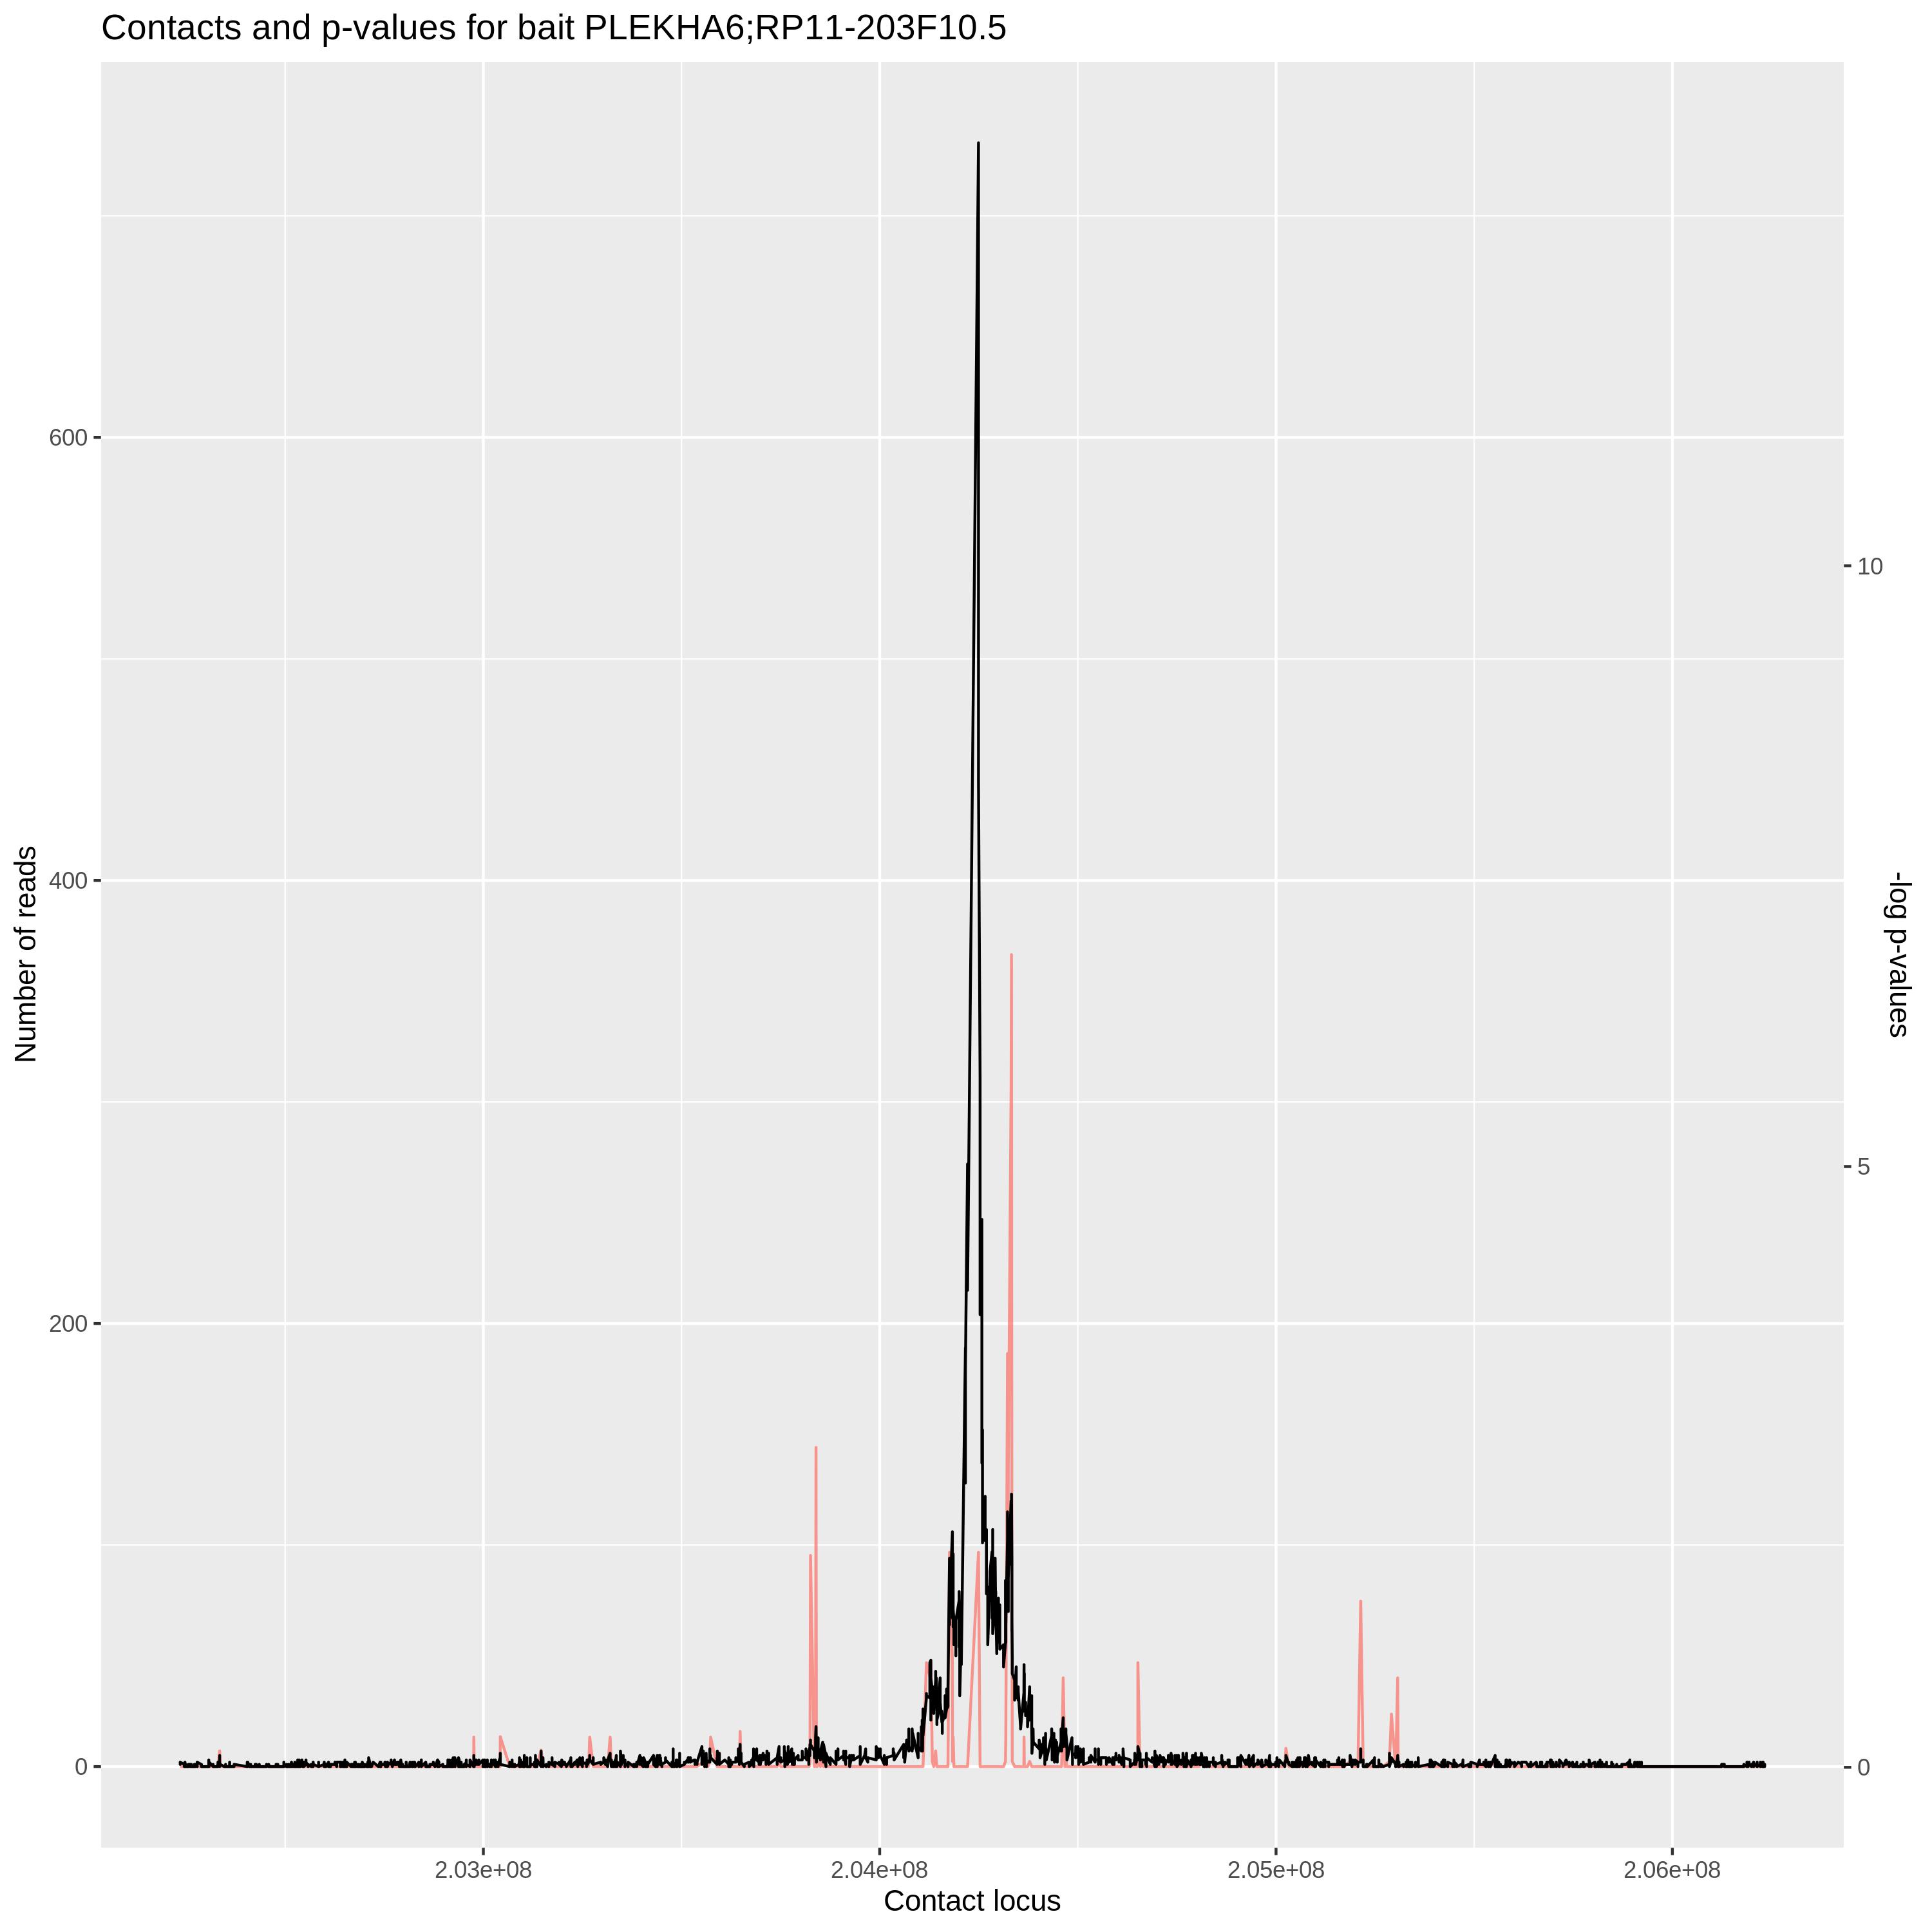 Contacts and p-values for bait PLEKHA6;RP11-203F10.5
600
400
200
0
Number of reads
10
5
0
-log p-values
2.03e+08 2.04e+08 2.05e+08 2.06e+08
Contact locus